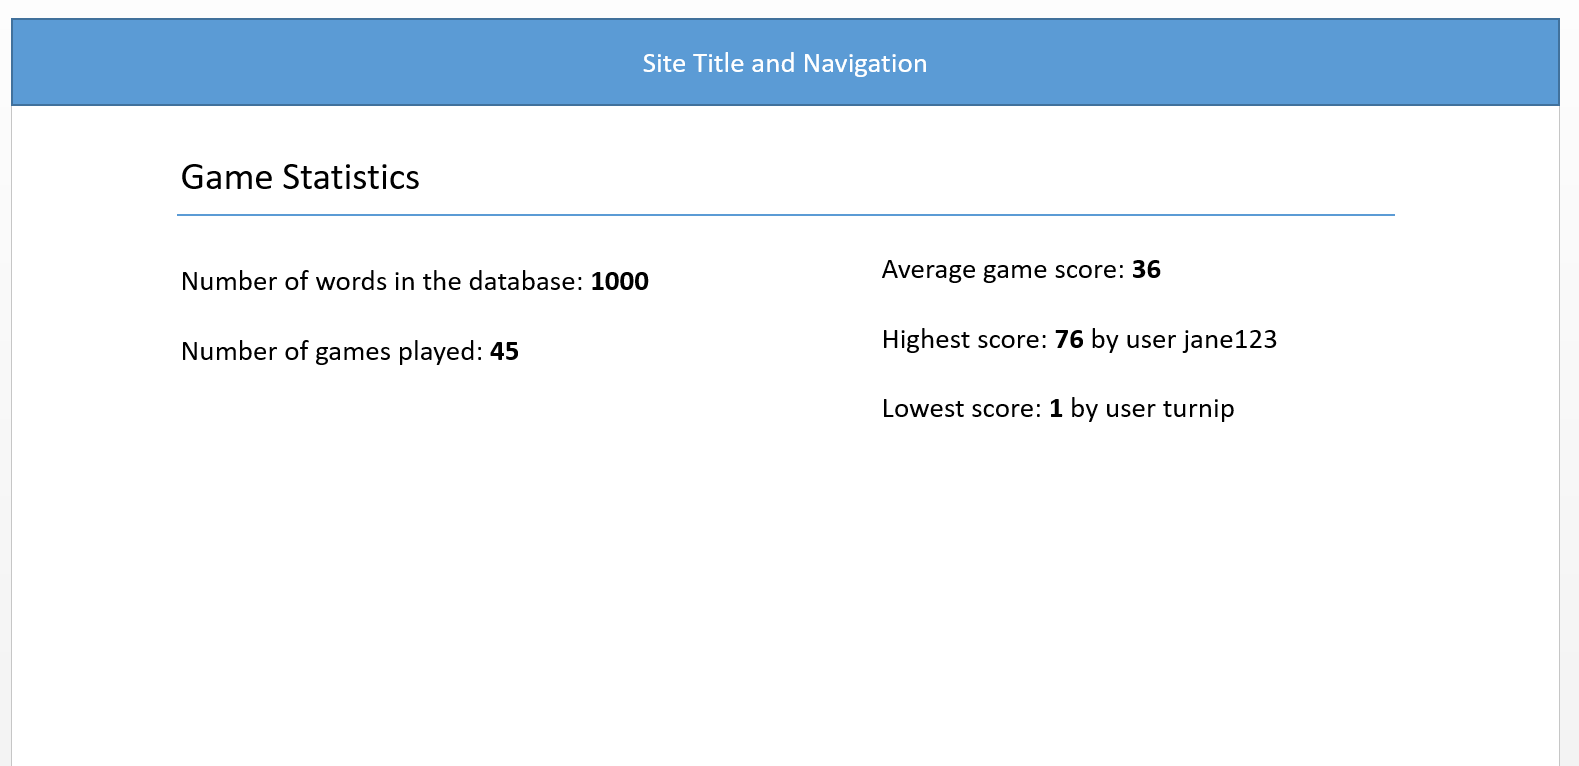 Site Title and Navigation
Game Statistics
Number of words in the database: 1000
Number of games played: 45
Average game score: 36
Highest score: 76 by user jane123
Lowest score: 1 by user turnip